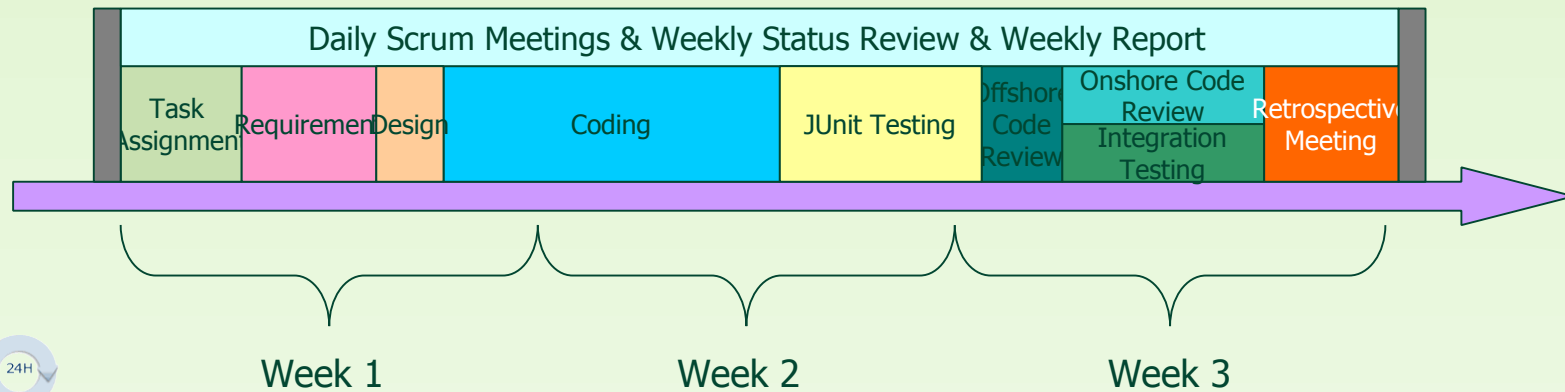 Daily Scrum Meetings & Weekly Status Review & Weekly Report
Task
Assignment
Requirement
Design
Coding
JUnit Testing
Offshore
Code
Review
Onshore Code
Review
Integration
Testing
Retrospective
Meeting
Week 1
Week 2
Week 3
24H